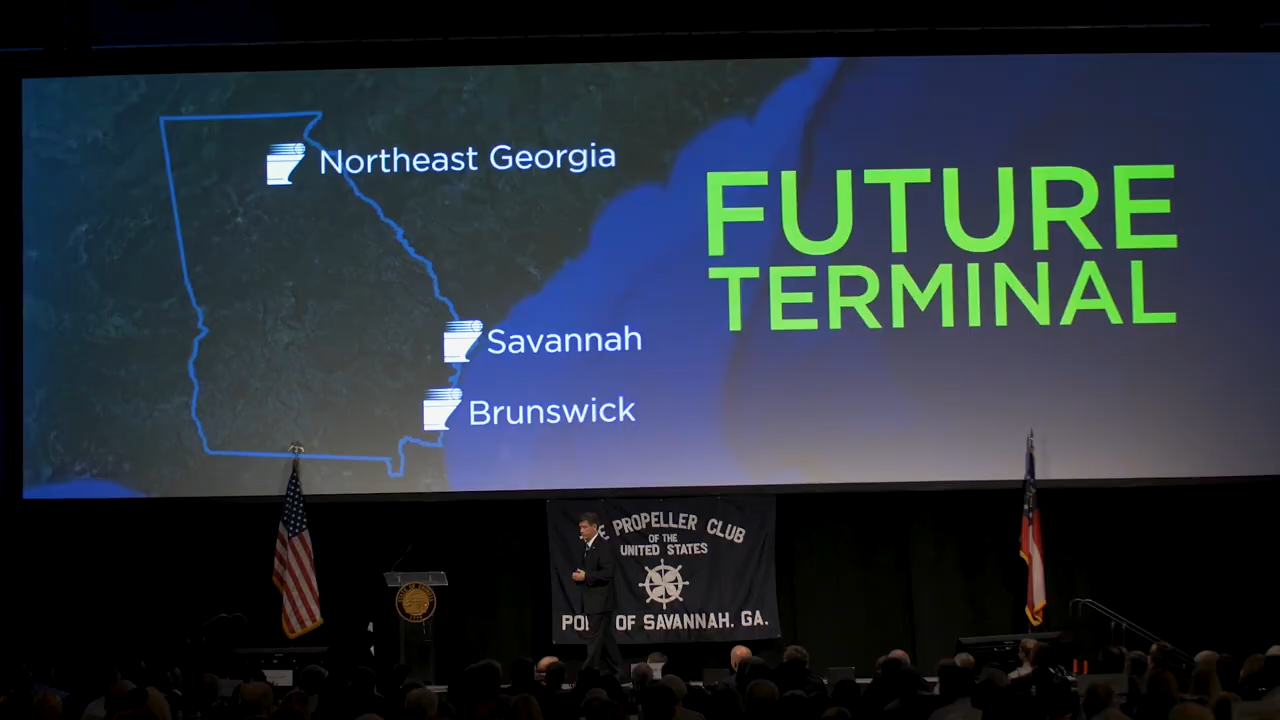 Northeast Georgia
FUTURE
TERMINAL
Savannah
Brunswick
PROPELLER CLUB
OF THE
UNITED STATES
OF SAVANNAH. GA.